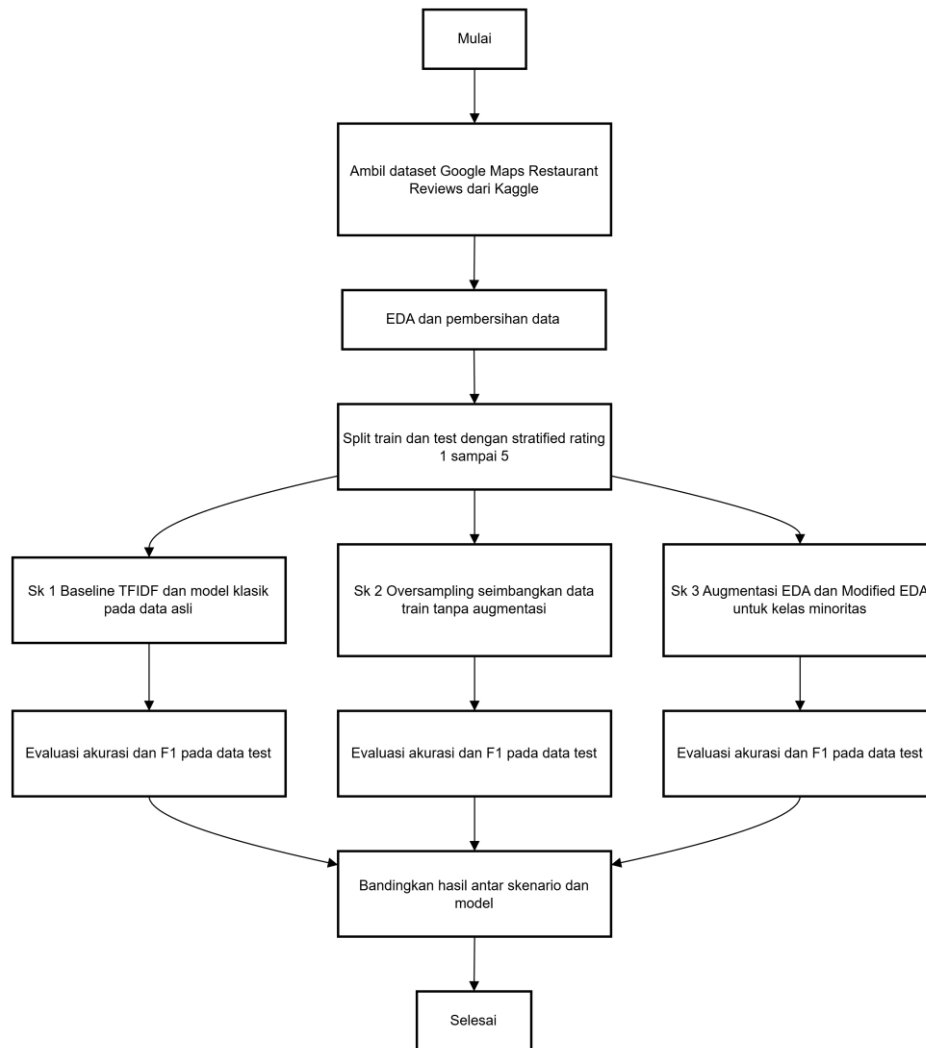 Mulai
Ambil dataset Google Maps Restaurant
Reviews dari Kaggle
EDA dan pembersihan data
Split train dan test dengan stratified rating
1 sampai 5
Sk 1 Baseline TFIDF dan model klasik
pada data asli
Sk 2 Oversampling seimbangkan data
train tanpa augmentasi
Sk 3 Augmentasi EDA dan Modified EDA
untuk kelas minoritas
Evaluasi akurasi dan F1 pada data test
Evaluasi akurasi dan F1 pada data test
Evaluasi akurasi dan F1 pada data test
Bandingkan hasil antar skenario dan
model
Selesai